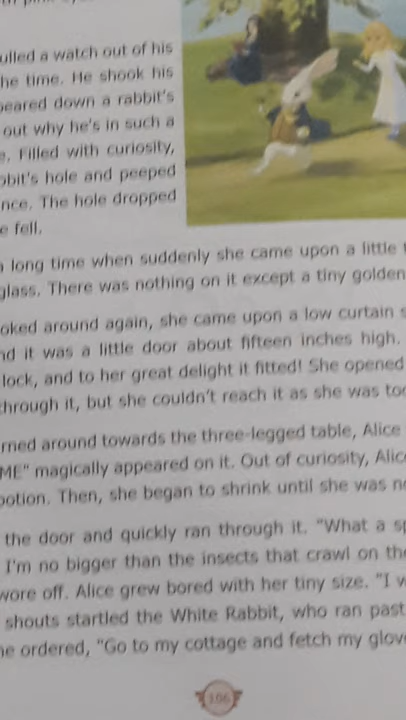 ulled a watch out of his
he time. He shook his
peared down a rabbit's
out why he's in such a
e. Filled with curiosity,
bbit's hole and peeped
nce. The hole dropped
e fell.
a long time when suddenly she came upon a little t
glass. There was nothing on it except a tiny golden
oked around again, she came upon a low curtain s
nd it was a little door about fifteen inches high.
lock, and to her great delight it fitted! She opened
through it, but she couldn't reach it as she was too
rned around towards the three-legged table, Alice
ME" magically appeared on it. Out of curiosity, Alic
potion. Then, she began to shrink until she was n
the door and quickly ran through it. "What a sp
I'm no bigger than the insects that crawl on the
wore off. Alice grew bored with her tiny size. "I w
shouts startled the White Rabbit, who ran past
he ordered, "Go to my cottage and fetch my glov
106